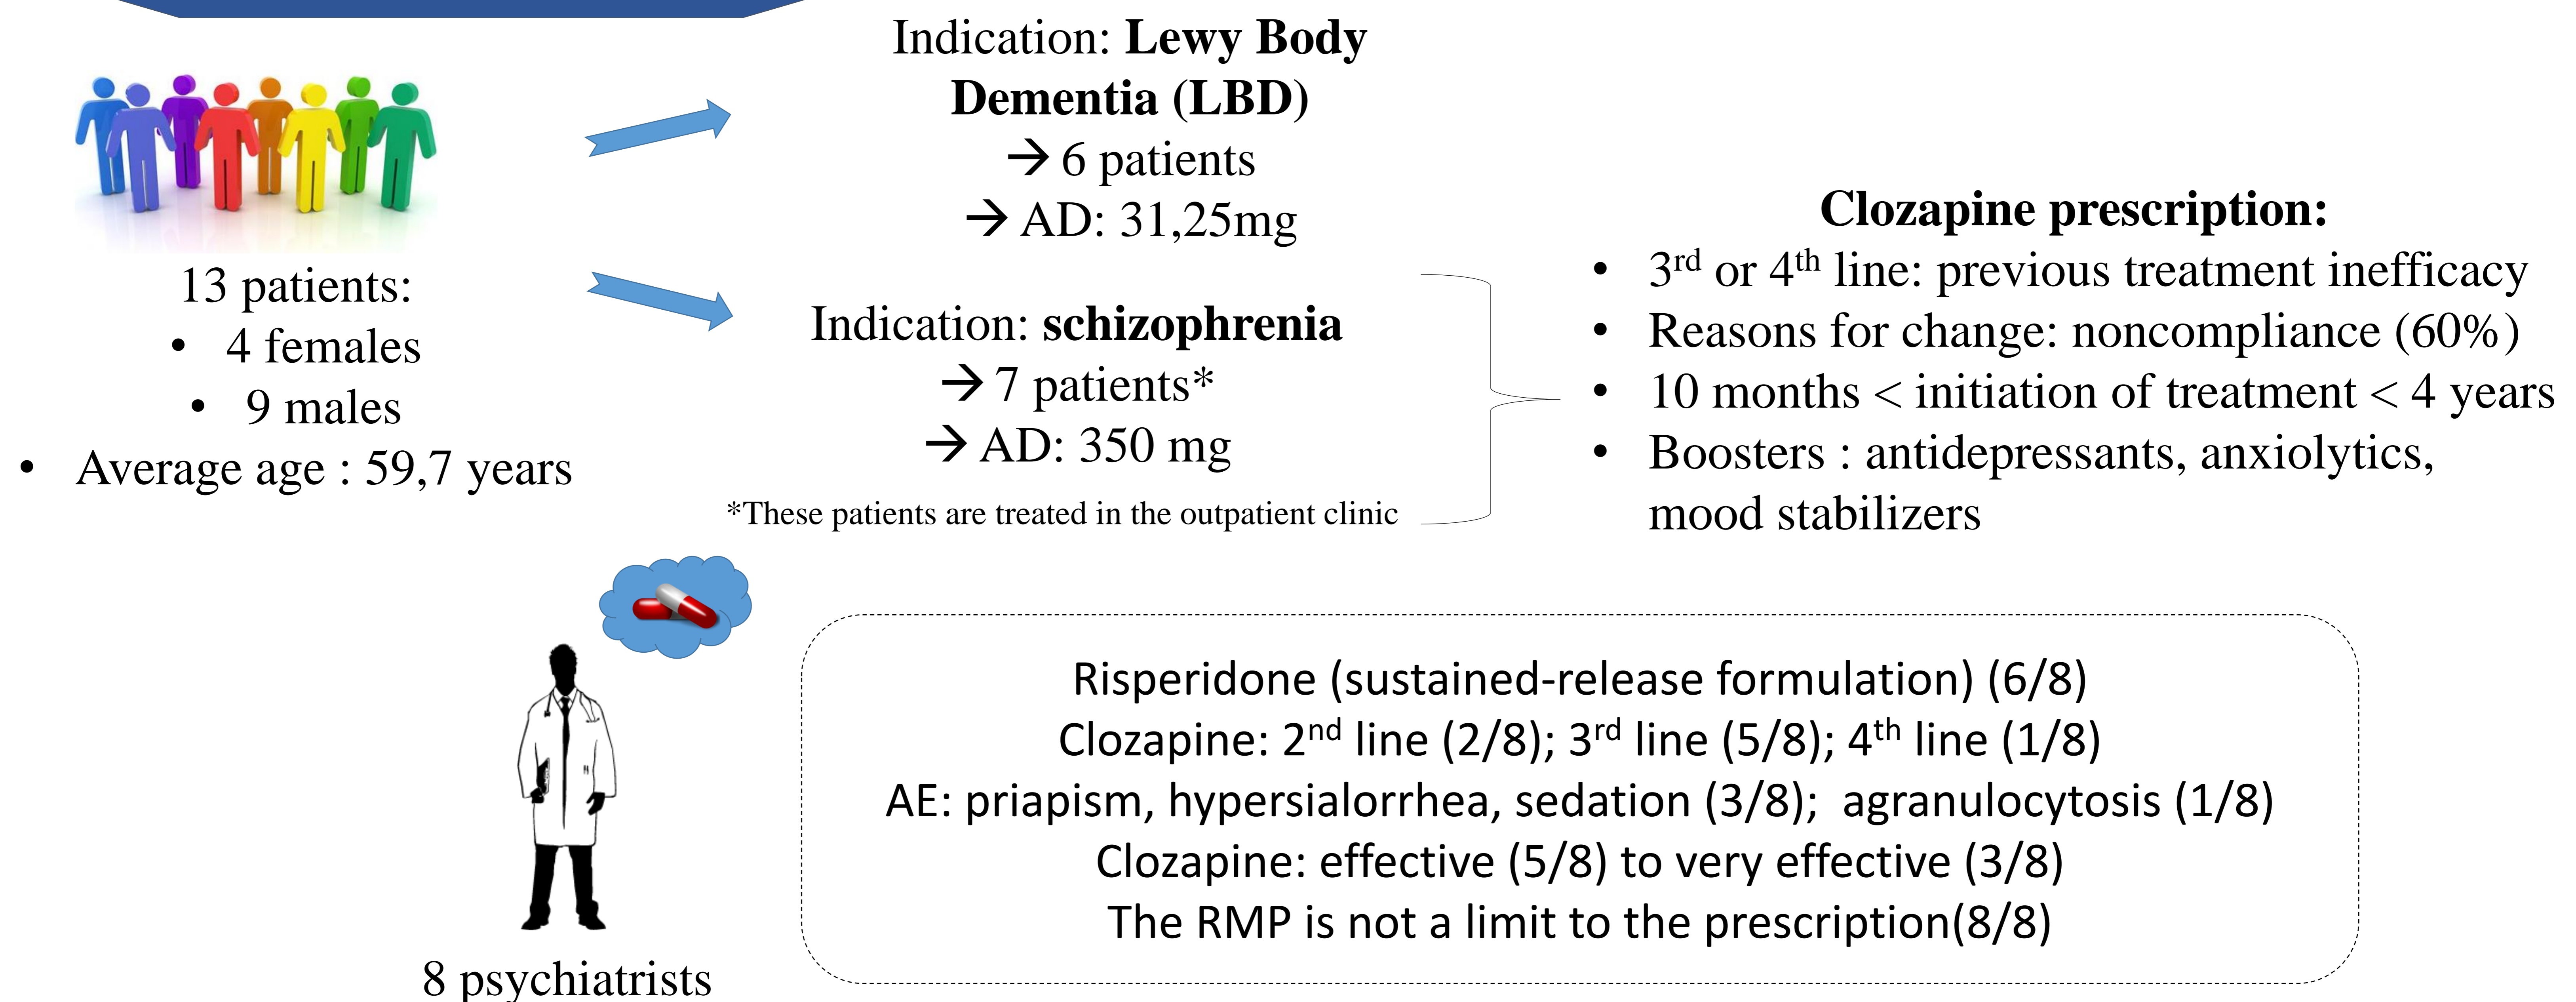 13 patients:
• 4 females
• 9 males
• Average age : 59,7 years
Indication: Lewy Body
Dementia (LBD)
→ 6 patients
→ AD: 31,25mg
Indication: schizophrenia
→ 7 patients*
→ AD: 350 mg
*These patients are treated in the outpatient clinic
Clozapine prescription:
• 3rd or 4th line: previous treatment inefficacy
• Reasons for change: noncompliance (60%)
• 10 months < initiation of treatment < 4 years
• Boosters : antidepressants, anxiolytics,
mood stabilizers
8 psychiatrists
Risperidone (sustained-release formulation) (6/8)
Clozapine: 2nd line (2/8); 3rd line (5/8); 4th line (1/8)
AE: priapism, hypersialorrhea, sedation (3/8);  agranulocytosis (1/8)
Clozapine: effective (5/8) to very effective (3/8)
The RMP is not a limit to the prescription(8/8)